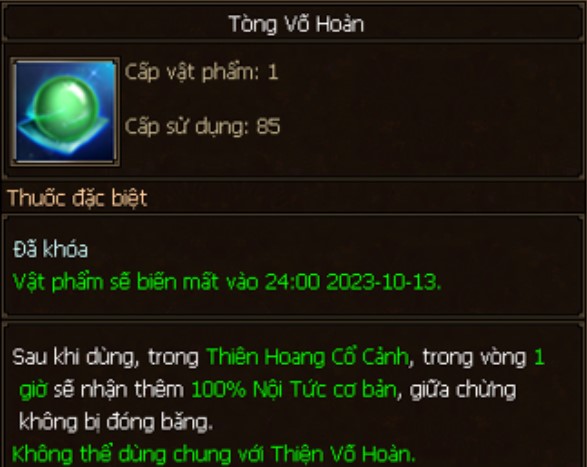 Tòng Võ Hoàn
Cấp vật phẩm: 1
Cấp sử dụng: 85
Thuốc đặc biệt
Đã khóa
Vật phẩm sẽ biến mất vào 24:00 2023-10-13.
Sau khi dùng, trong Thiên Hoang Cổ Cảnh, trong vòng 1
giờ sẽ nhận thêm 100% Nội Tức cơ bản, giữa chừng
không bị đóng băng.
Không thể dùng chung với Thiện Võ Hoàn.